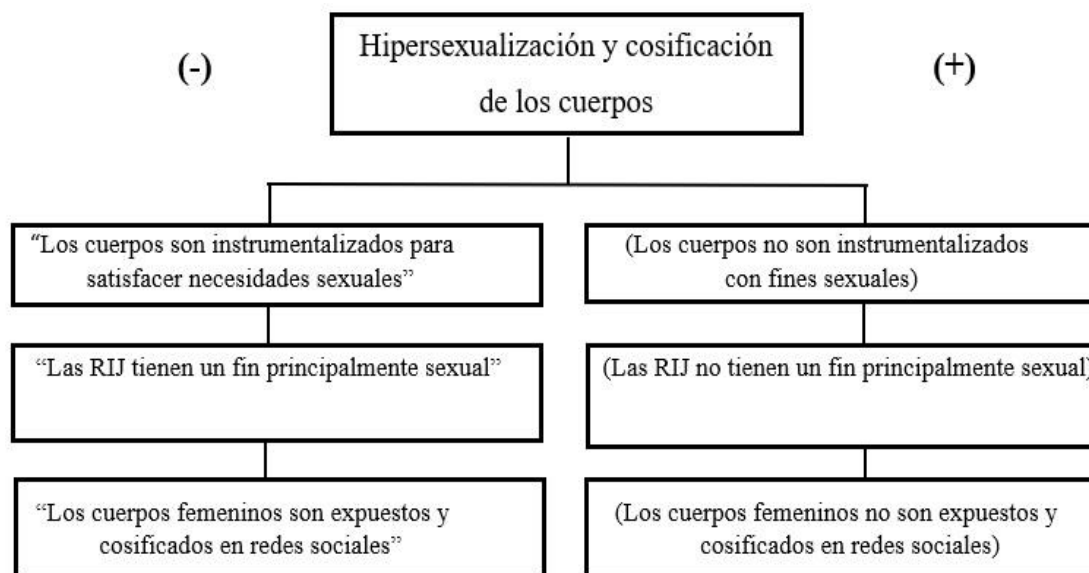 (-)
Hipersexualización y cosificación
de los cuerpos
(+)
“Los cuerpos son instrumentalizados para
satisfacer necesidades sexuales”
(Los cuerpos no son instrumentalizados
con fines sexuales)
“Las RIJ tienen un fin principalmente sexual”
(Las RIJ no tienen un fin principalmente sexual)
“Los cuerpos femeninos son expuestos y
cosificados en redes sociales”
(Los cuerpos femeninos no son expuestos y
cosificados en redes sociales)